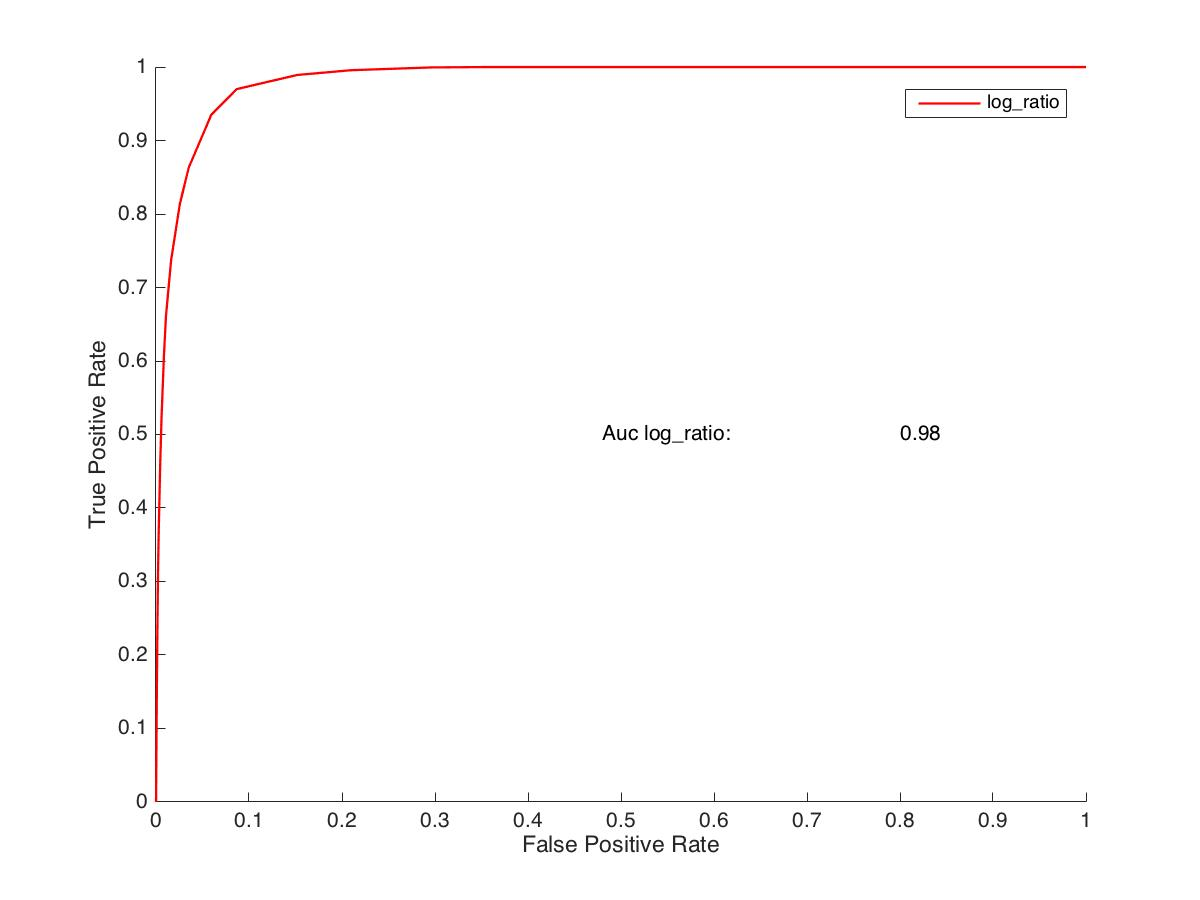 1
log_ratio
0.9
0.8
0.7
0.6
True Positive Rate
0.5
Auc log_ratio: 0.98
0.4
0.3
0.2
0.1
0
0 0.1 0.2 0.3 0.4 0.5 0.6 0.7 0.8 0.9 1
False Positive Rate